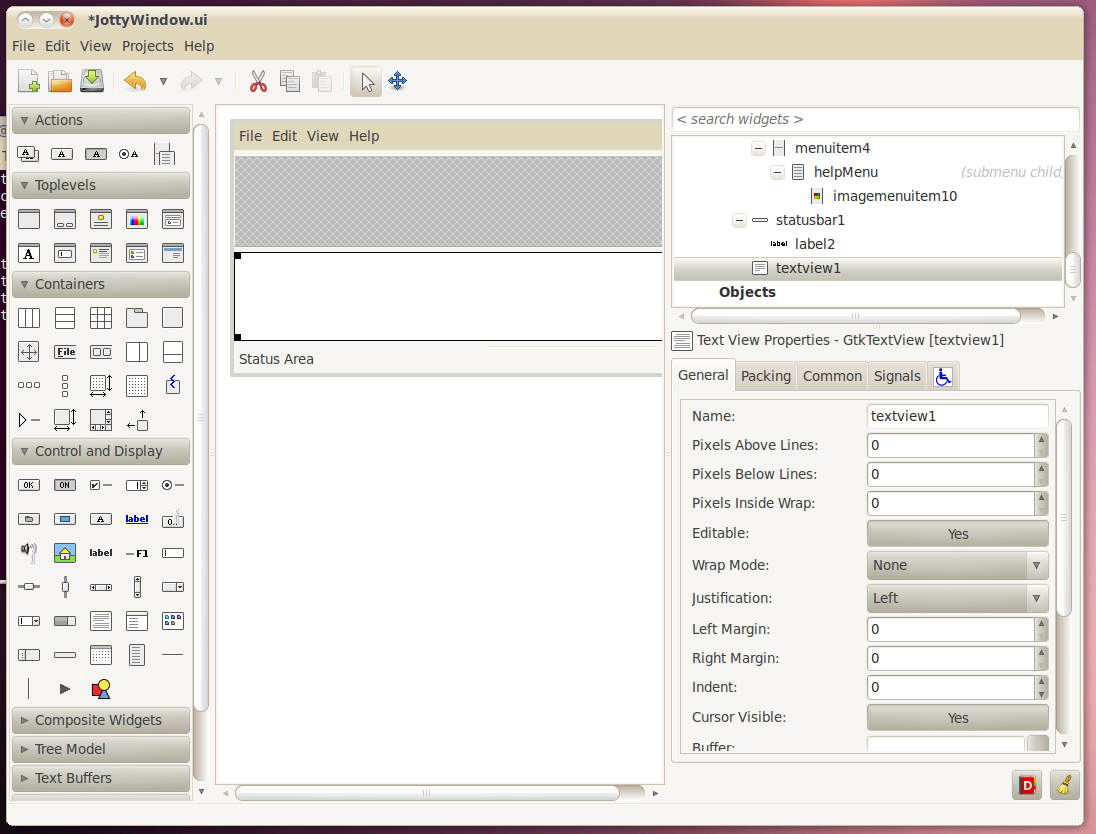 *JottyWindow.ui
File Edit View Projects Help
Actions
Toplevels
Containers
File
Control and Display
OK ON
label
label F1
Composite Widgets
Tree Model
Text Buffers
File Edit View Help
Status Area
< search widgets >
menuitem4
helpMenu (submenu child
imagemenuitem10
statusbar1
label label2
textview1
Objects
Text View Properties - GtkTextView [textview1]
General Packing Common Signals
Name: textview1
Pixels Above Lines: 0
Pixels Below Lines: 0
Pixels Inside Wrap: 0
Editable: Yes
Wrap Mode: None
Justification: Left
Left Margin: 0
Right Margin: 0
Indent: 0
Cursor Visible: Yes
Buffer:
D